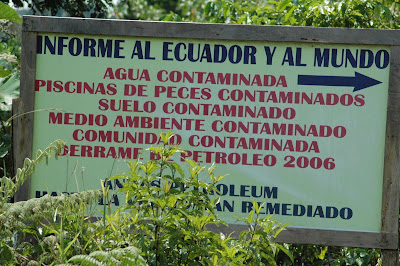 INFORME AL ECUADOR Y AL MUNDO
AGUA CONTAMINADA
PISCINAS DE PECES CONTAMINADOS
SUELO CONTAMINADO
MEDIO AMBIENTE CONTAMINADO
COMUNIDAD CONTAMINADA
DERRAME DE PETROLEO 2006
PETROLEUM
LA REMEDIADO